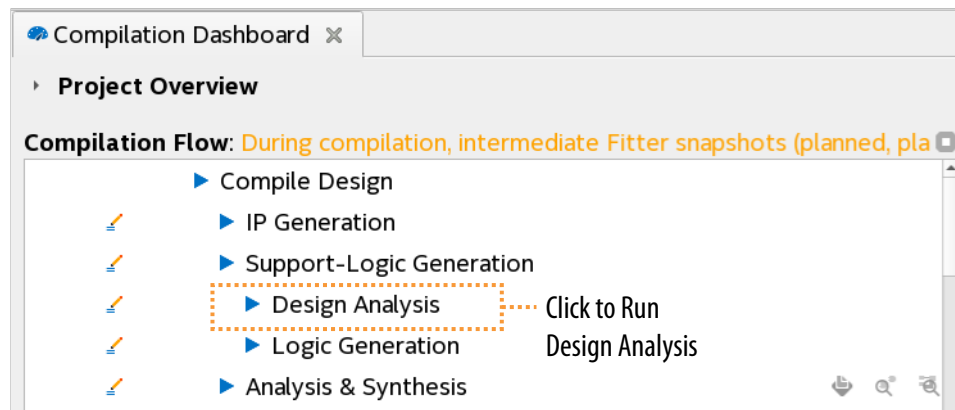 Compilation Dashboard
Project Overview
Compilation Flow: During compilation, intermediate Fitter snapshots (planned, pla
Compile Design
IP Generation
Support-Logic Generation
Design Analysis
Click to Run
Design Analysis
Logic Generation
Analysis & Synthesis